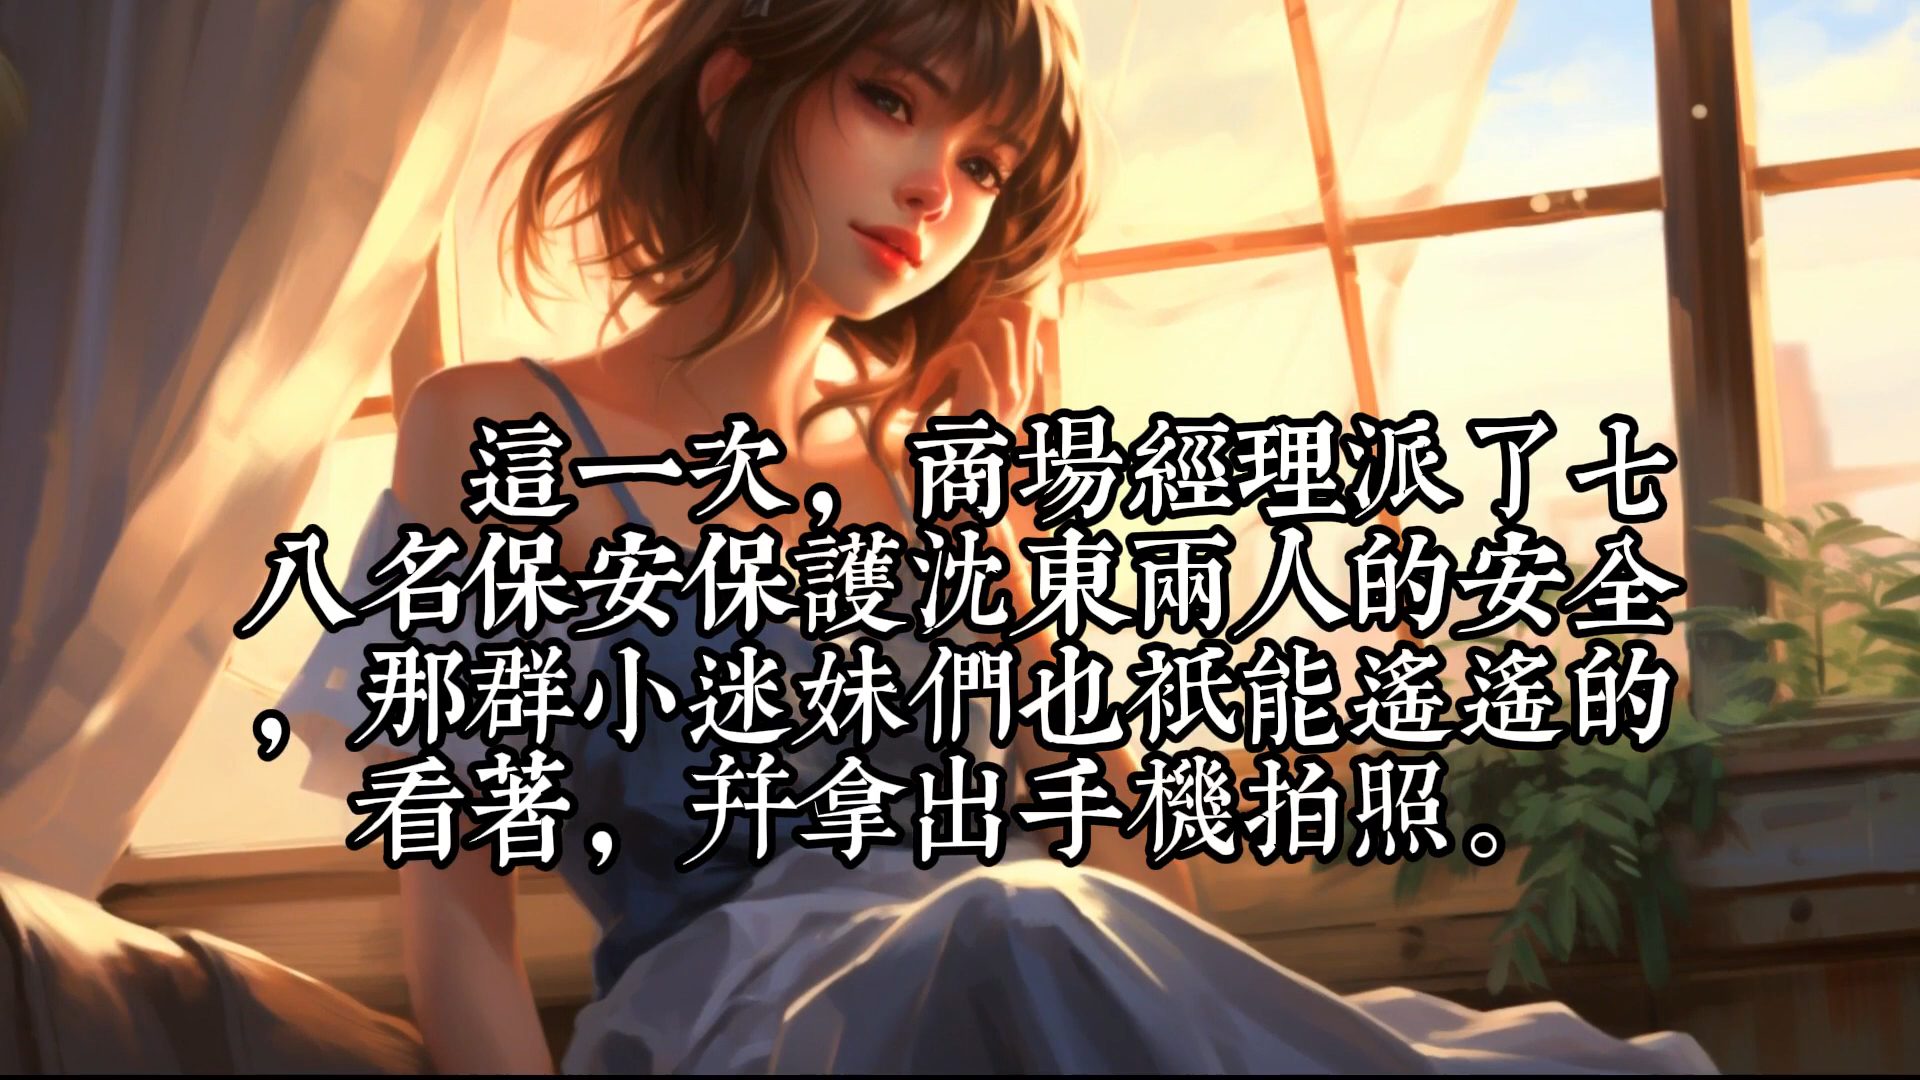 這一次，商場經理派了七
八名保安保護沈東兩人的安全
，那群小迷妹們也衹能遙遙的
看著，幷拿出手機拍照。